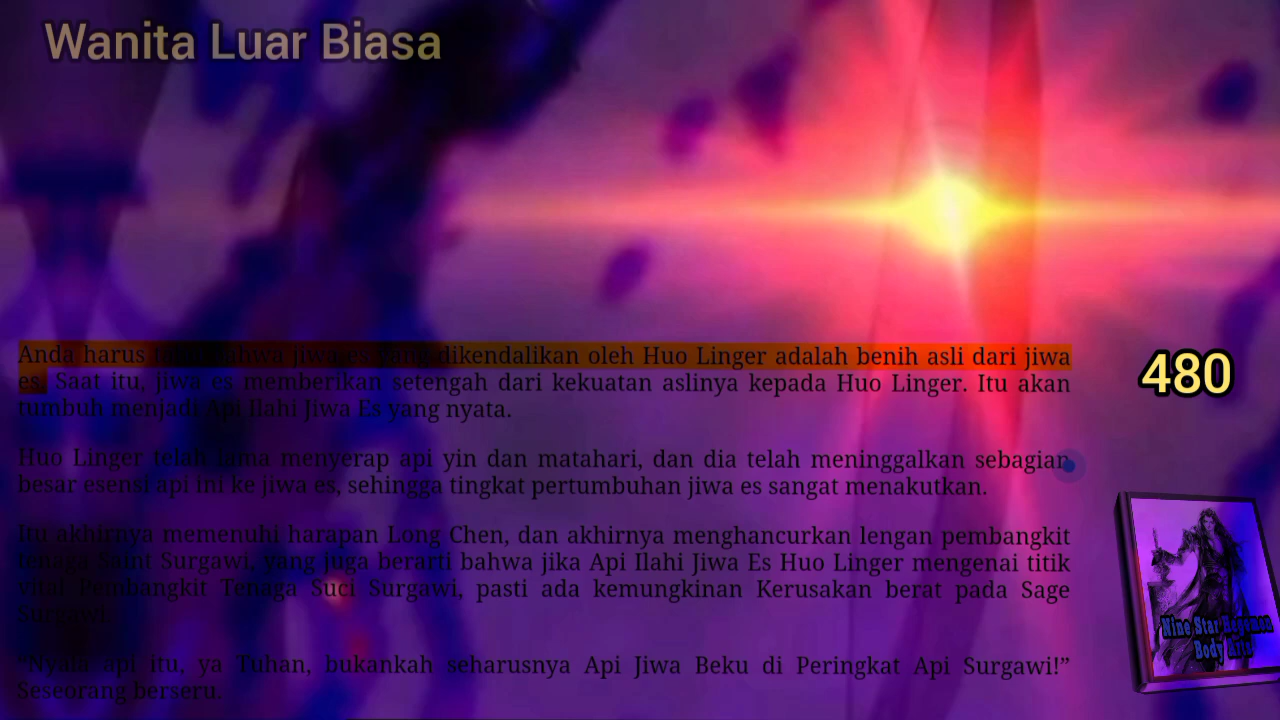 Wanita Luar Biasa
Anda harus tahu bahwa jiwa es yang dikendalikan oleh Huo Linger adalah benih asli dari jiwa
es. Saat itu, jiwa es memberikan setengah dari kekuatan aslinya kepada Huo Linger. Itu akan
tumbuh menjadi Api Ilahi Jiwa Es yang nyata.
480
Huo Linger telah lama menyerap api yin dan matahari, dan dia telah meninggalkan sebagian
besar esensi api ini ke jiwa es, sehingga tingkat pertumbuhan jiwa es sangat menakutkan.
Itu akhirnya memenuhi harapan Long Chen, dan akhirnya menghancurkan lengan pembangkit
tenaga Saint Surgawi, yang juga berarti bahwa jika Api Ilahi Jiwa Es Huo Linger mengenai titik
vital Pembangkit Tenaga Suci Surgawi, pasti ada kemungkinan Kerusakan berat pada Sage
Surgawi.
“Nyala api itu, ya Tuhan, bukankah seharusnya Api Jiwa Beku di Peringkat Api Surgawi!”
Seseorang berseru.
Nine Star Hegemon
Body Arts